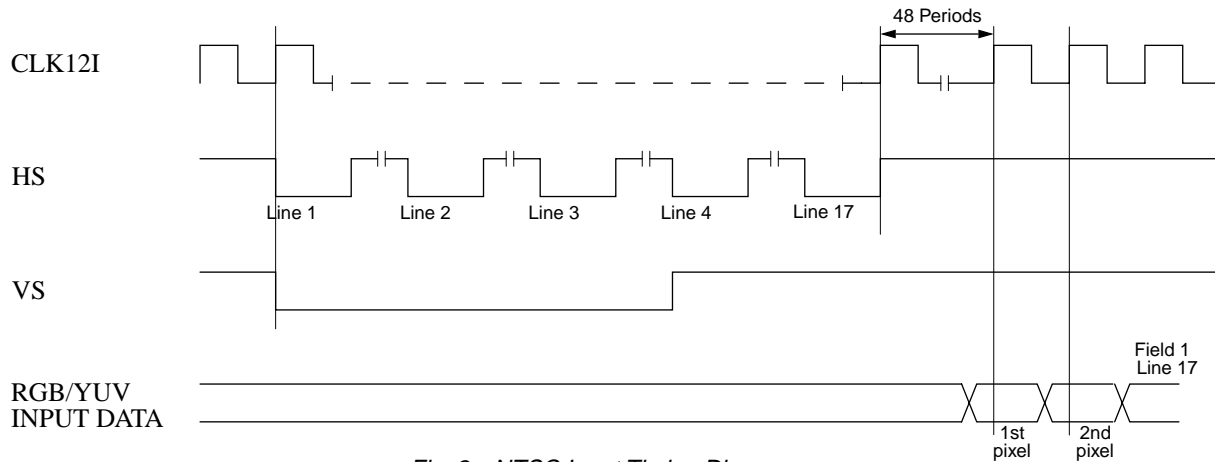 48 Periods
CLK12I
HS
Line 1
Line 2
Line 3
Line 4
Line 17
VS
Field 1
Line 17
RGB/YUV
INPUT DATA
1st
pixel
2nd
pixel